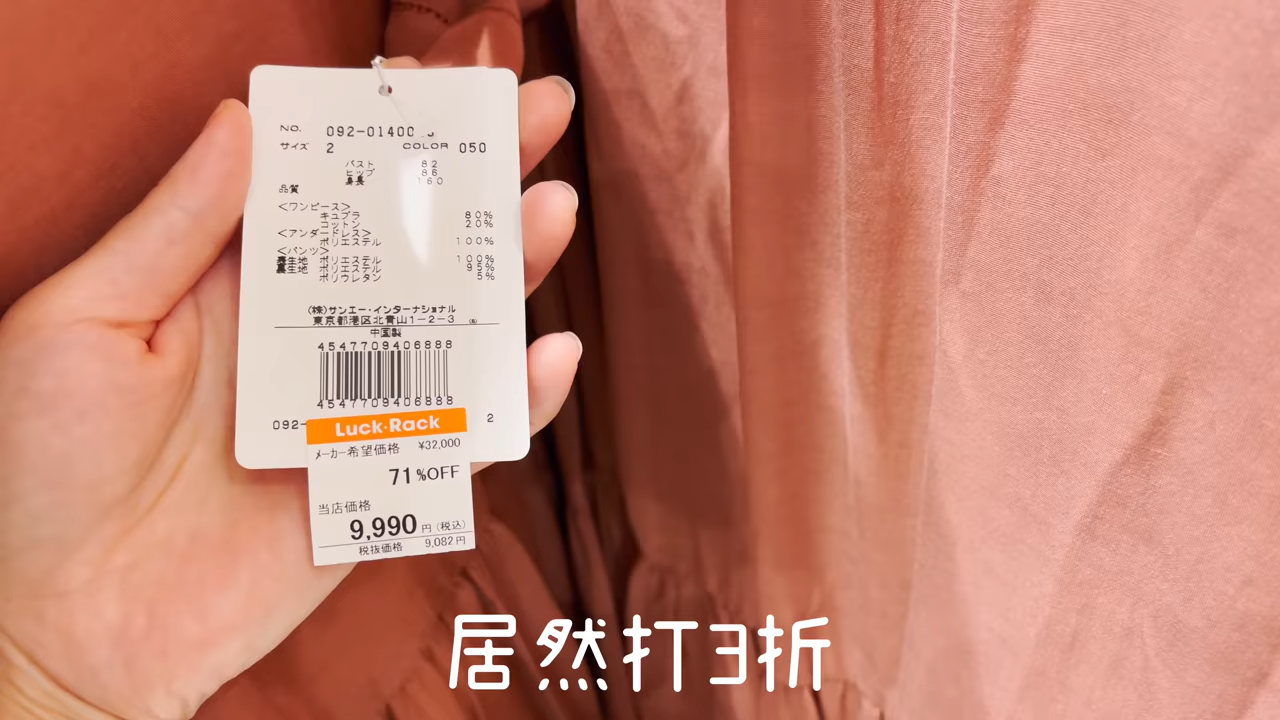 NO. 092-01400
サイズ 2 COLOR 050
バスト 82
ヒップ 86
身長 160
品質
<ワンピース>
キュプラ 80%
コットン 20%
<アンダードレス>
ポリエステル 100%
<パンツ>
表生地 ポリエステル 100%
裏生地 ポリエステル 95%
ポリウレタン 5%
(株)サンエー・インターナショナル
東京都港区北青山1-2-3
中国製
4547709406888
4547709406888
092- 2
Luck·Rack
メーカー希望価格 ¥32,000
71%OFF
当店価格
9,990円(税込)
税抜価格 9,082円
居然打3折